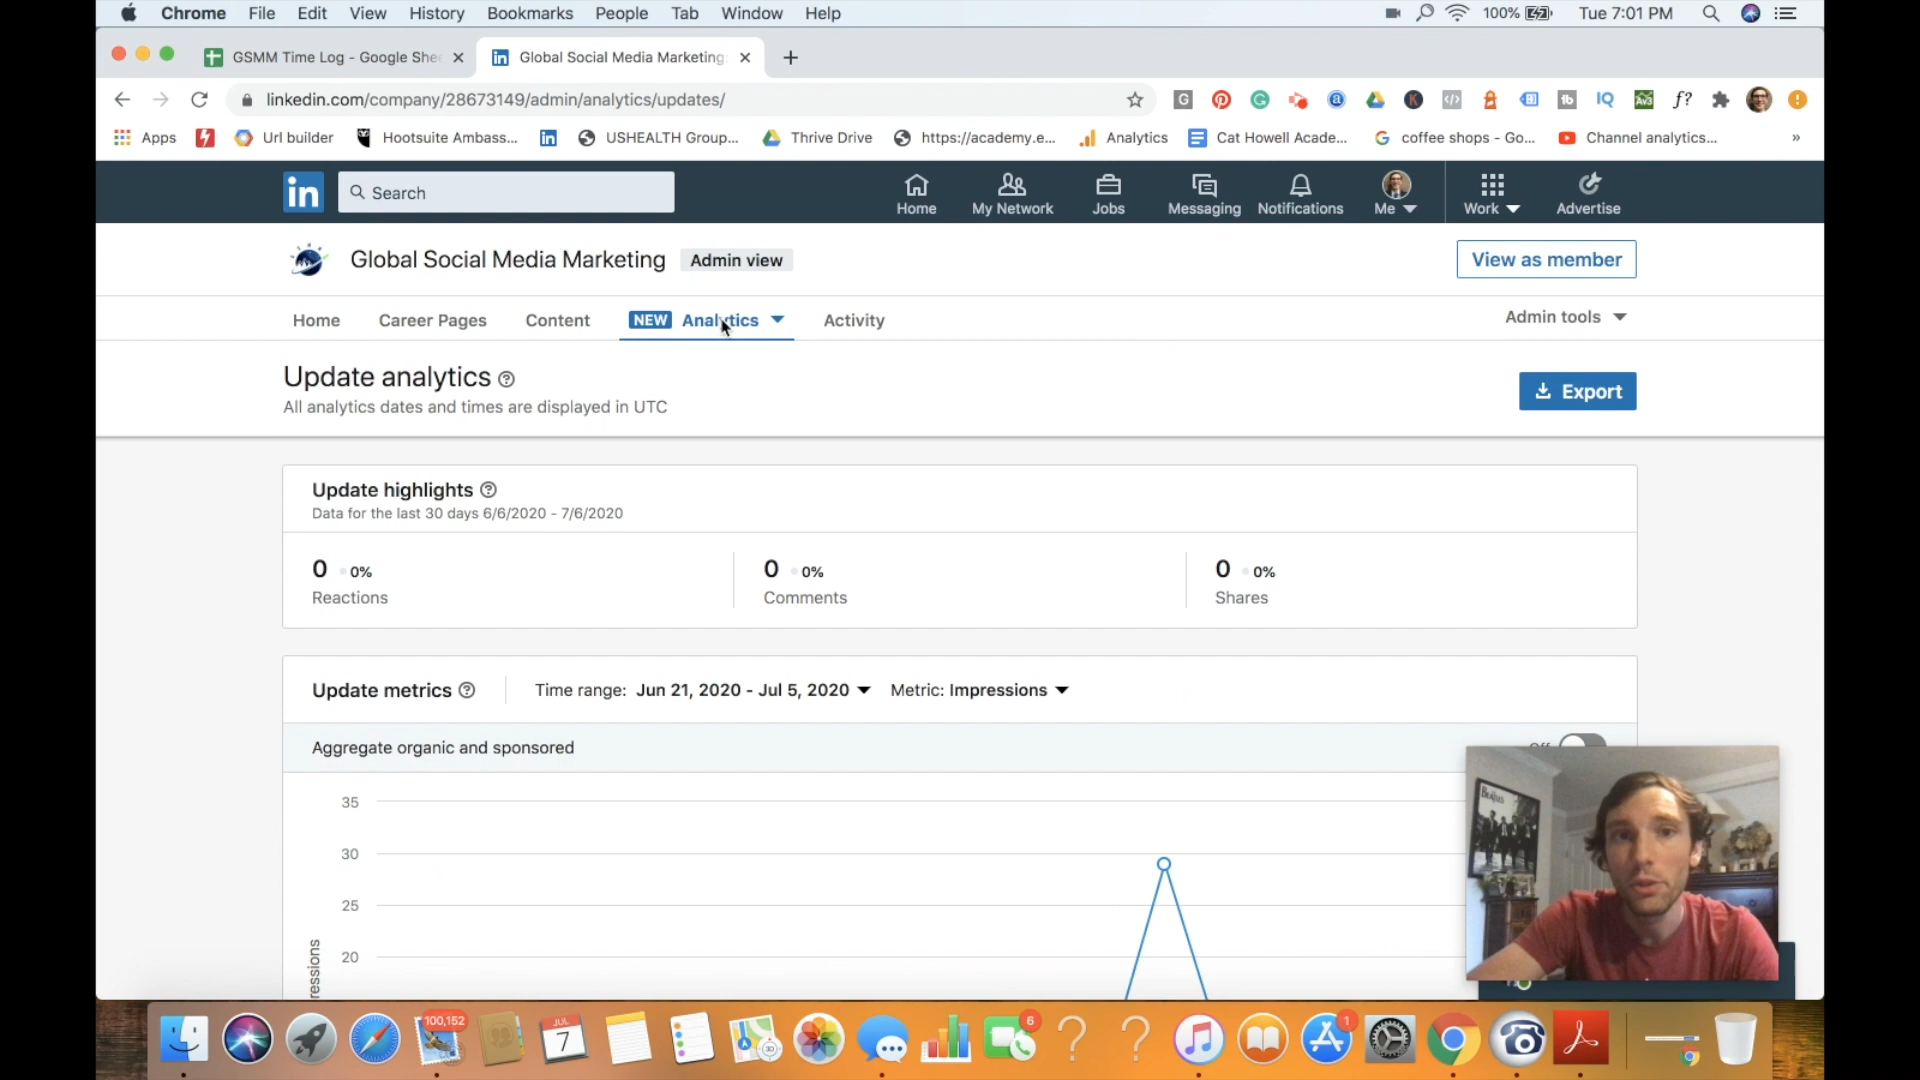 Chrome File Edit View History Bookmarks People Tab Window Help 100% Tue 7:01 PM
GSMM Time Log - Google Shee Global Social Media Marketing:
linkedin.com/company/28673149/admin/analytics/updates/
Apps Url builder Hootsuite Ambass... USHEALTH Group... Thrive Drive https://academy.e... Analytics Cat Howell Acade... coffee shops - Go... Channel analytics... »
in Search Home My Network Jobs Messaging Notifications Me Work Advertise
Global Social Media Marketing Admin view View as member
Home Career Pages Content NEW Analytics Activity Admin tools
Update analytics
All analytics dates and times are displayed in UTC
Export
Update highlights
Data for the last 30 days 6/6/2020 - 7/6/2020
0 0% 0 0% 0 0%
Reactions Comments Shares
Update metrics Time range: Jun 21, 2020 - Jul 5, 2020 Metric: Impressions
Aggregate organic and sponsored
35
30
25
20
BEATLES
100,152
JUL
7
6
1